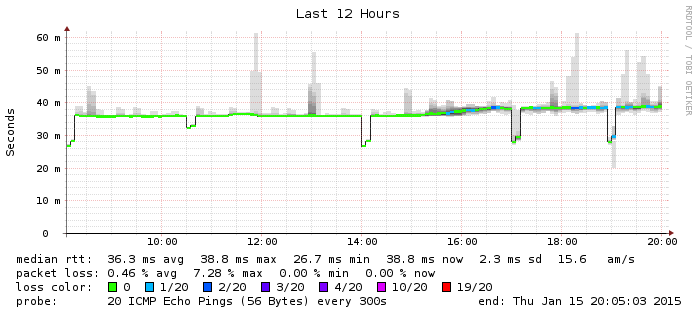 Last 12 Hours
RRDTOOL / TOBI OETIKER
Seconds
60 m
50 m
40 m
30 m
20 m
10 m
0
10:00 12:00 14:00 16:00 18:00 20:00
median rtt: 36.3 ms avg 38.8 ms max 26.7 ms min 38.8 ms now 2.3 ms sd 15.6 am/s
packet loss: 0.46 % avg 7.28 % max 0.00 % min 0.00 % now
loss color: 0 1/20 2/20 3/20 4/20 10/20 19/20
probe: 20 ICMP Echo Pings (56 Bytes) every 300s end: Thu Jan 15 20:05:03 2015